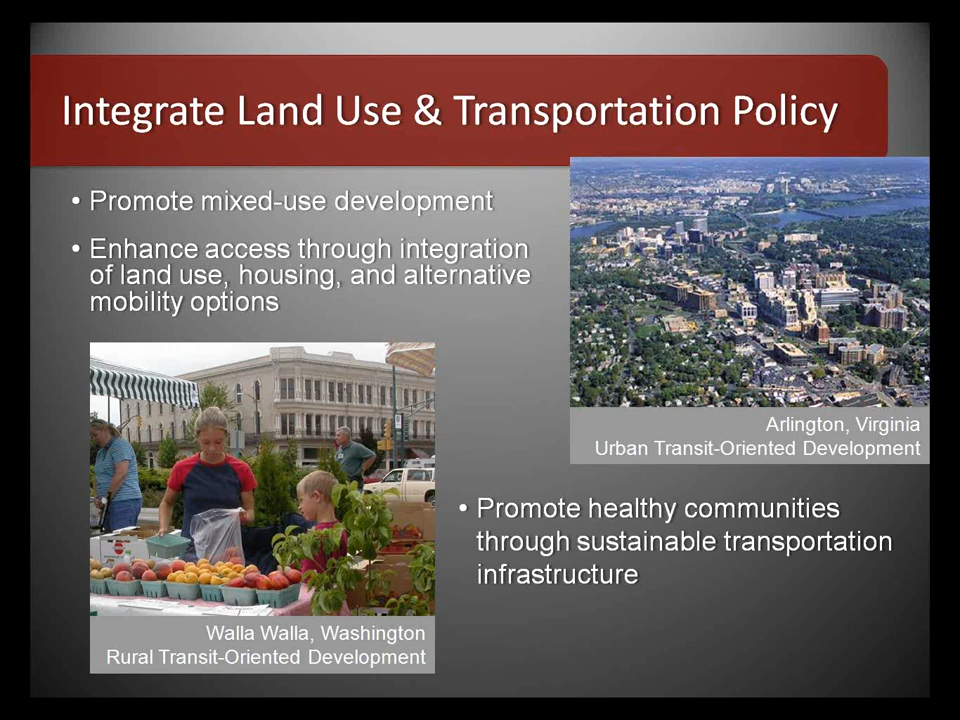 Integrate Land Use & Transportation Policy
• Promote mixed-use development
• Enhance access through integration
of land use, housing, and alternative
mobility options
Arlington, Virginia
Urban Transit-Oriented Development
Walla Walla, Washington
Rural Transit-Oriented Development
• Promote healthy communities
through sustainable transportation
infrastructure